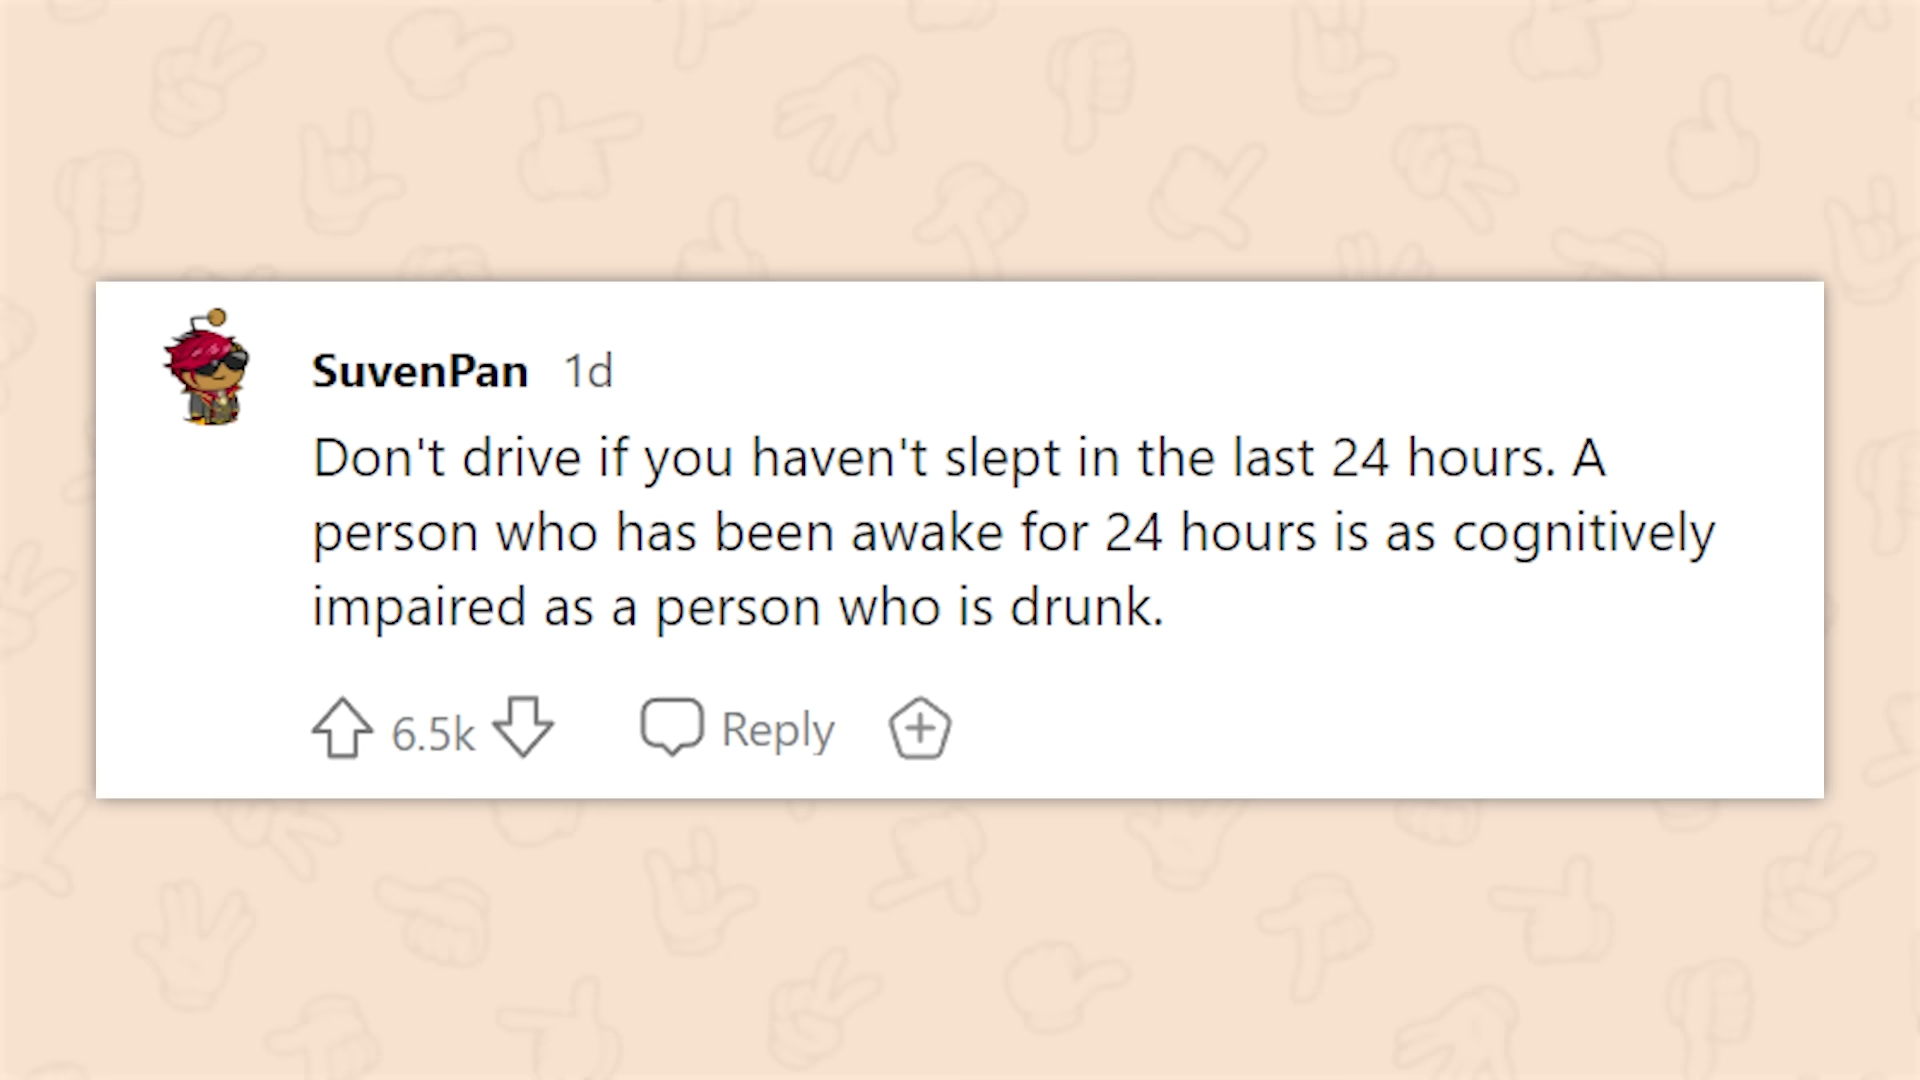 SuvenPan 1d
Don't drive if you haven't slept in the last 24 hours. A
person who has been awake for 24 hours is as cognitively
impaired as a person who is drunk.
6.5k Reply